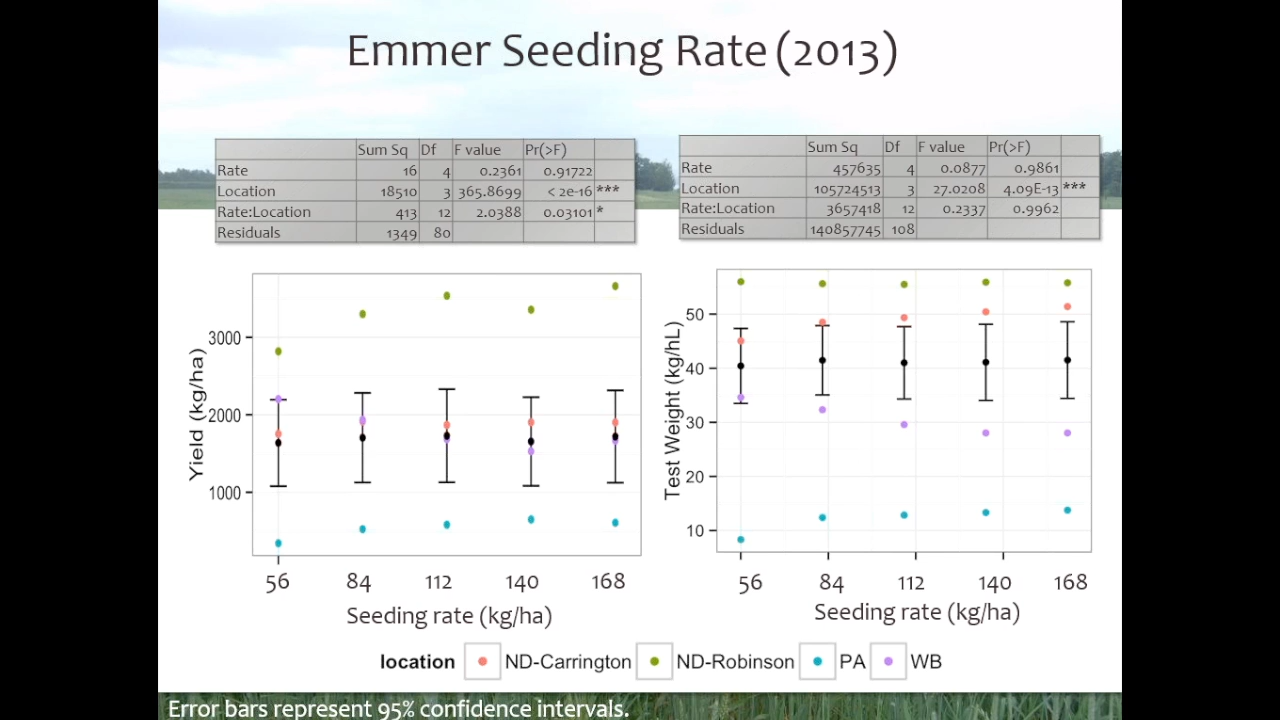 Emmer Seeding Rate (2013)
Sum Sq Df F value Pr(>F)
Rate 16 4 0.2361 0.91722
Location 18510 3 365.8699 < 2e-16 ***
Rate:Location 413 12 2.0388 0.03101 *
Residuals 1349 80
Sum Sq Df F value Pr(>F)
Rate 457635 4 0.0877 0.9861
Location 105724513 3 27.0208 4.09E-13 ***
Rate:Location 3657418 12 0.2337 0.9962
Residuals 140857745 108
Yield (kg/ha)
3000
2000
1000
56 84 112 140 168
Seeding rate (kg/ha)
Test Weight (kg/hL)
50
40
30
20
10
56 84 112 140 168
Seeding rate (kg/ha)
location ND-Carrington ND-Robinson PA WB
Error bars represent 95% confidence intervals.